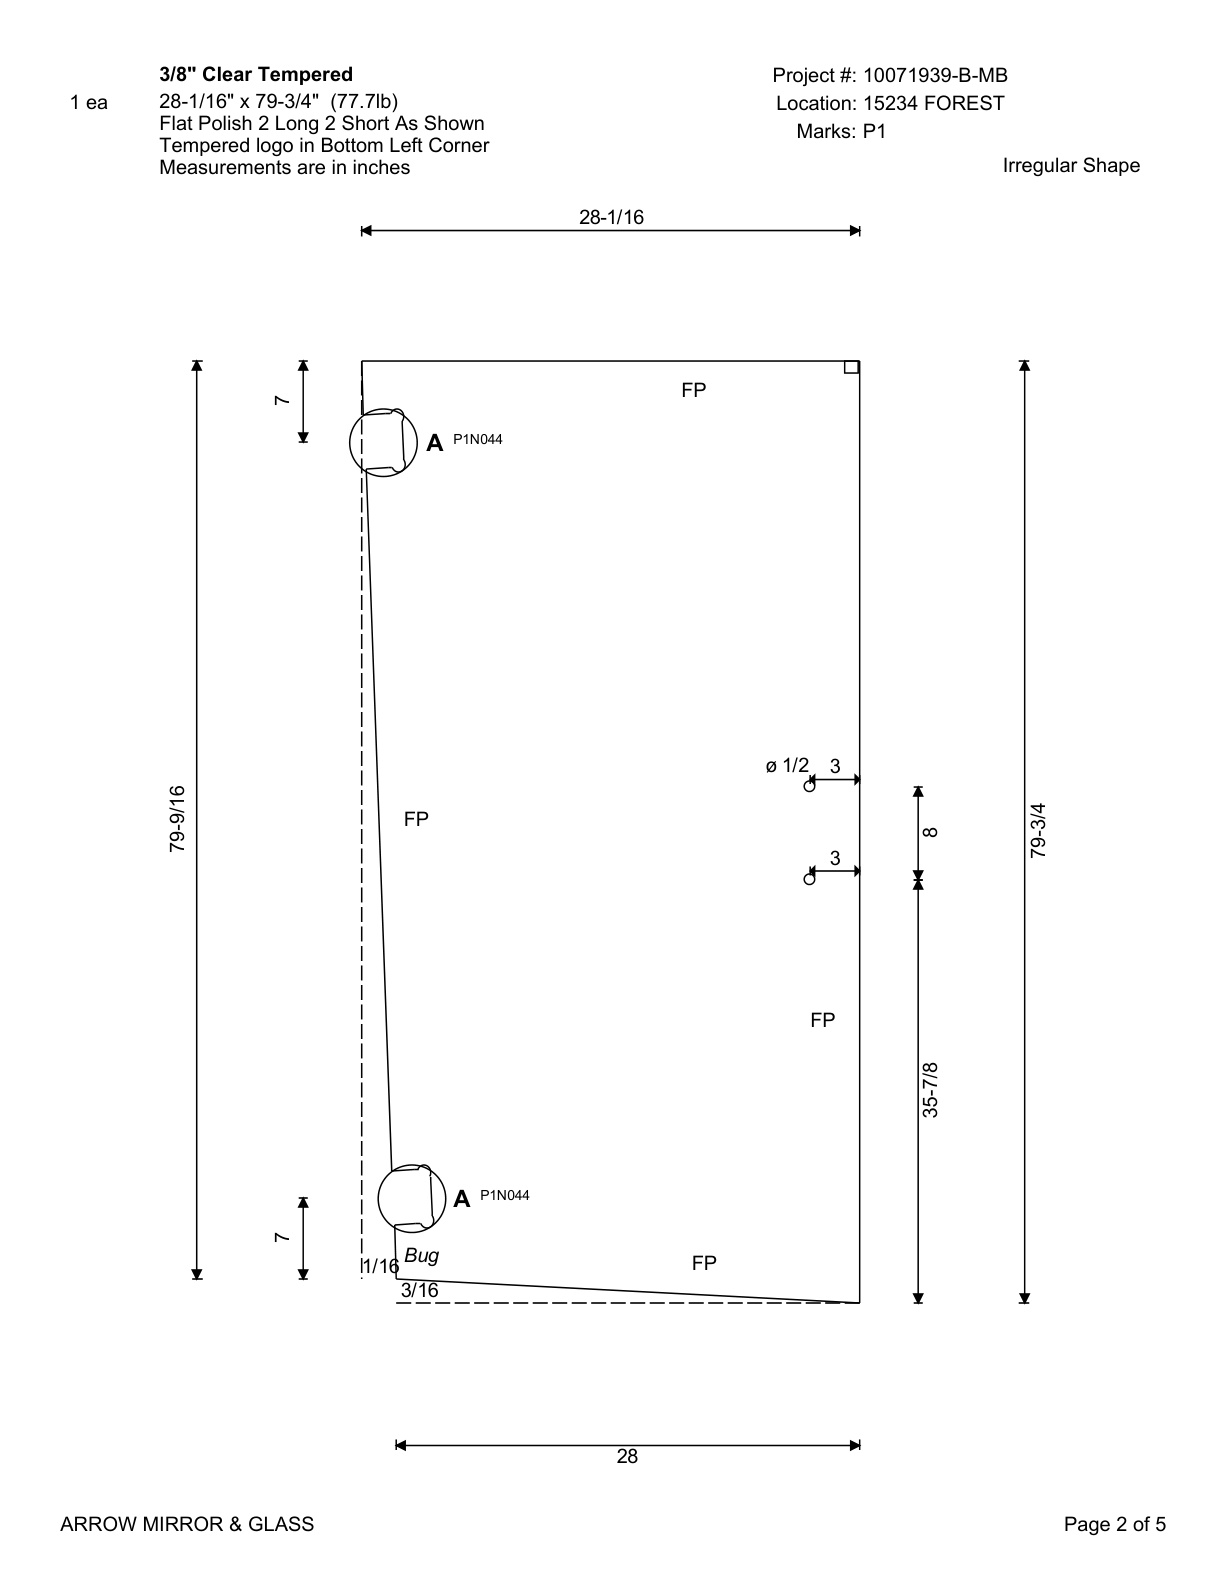 3/8" Clear Tempered
1 ea
28-1/16" x 79-3/4" (77.7lb)
Flat Polish 2 Long 2 Short As Shown
Tempered logo in Bottom Left Corner
Measurements are in inches
Project #: 10071939-B-MB
Location: 15234 FOREST
Marks: P1
Irregular Shape
28-1/16
7
FP
A P1N044
ø 1/2
3
79-9/16
FP
8
79-3/4
3
FP
35-7/8
A P1N044
7
Bug
1/16
FP
3/16
28
ARROW MIRROR & GLASS
Page 2 of 5